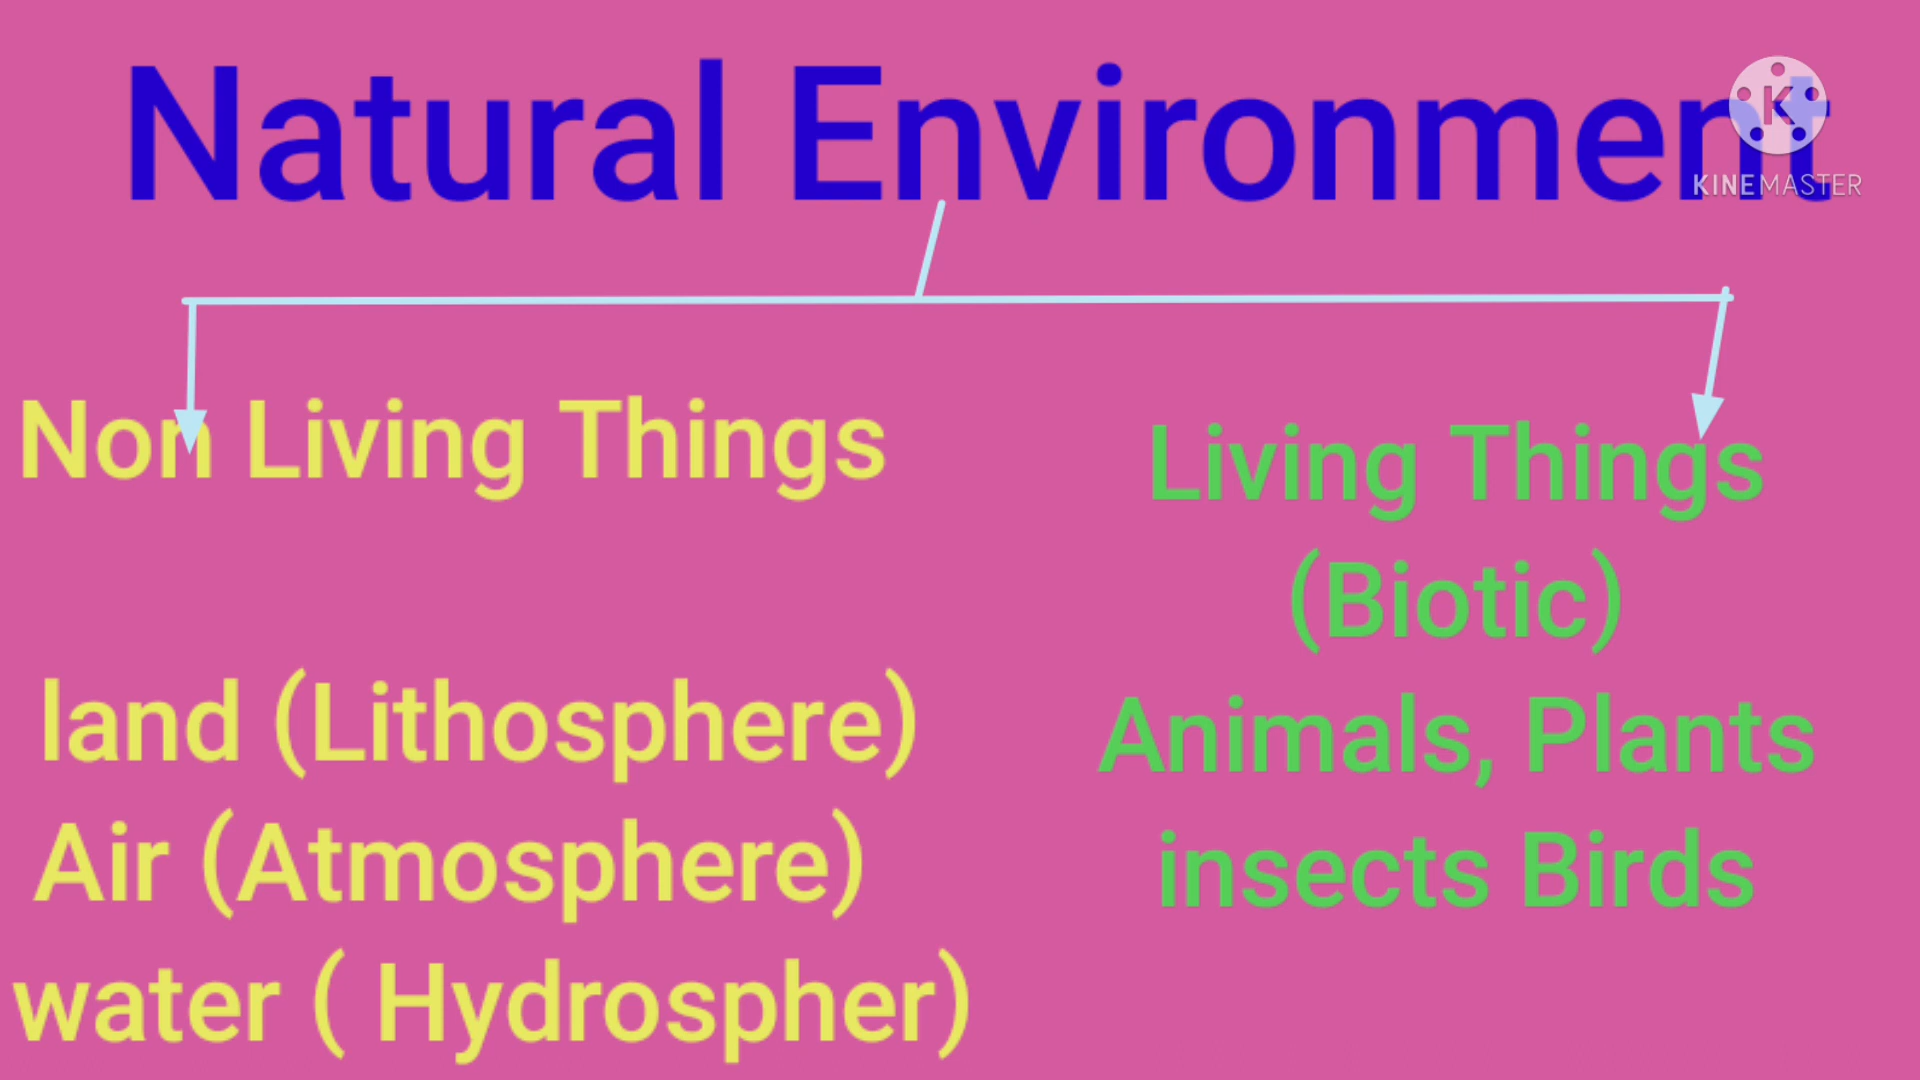 Natural Environment
K
KINEMASTER
Non Living Things
land (Lithosphere)
Air (Atmosphere)
water ( Hydrospher)
Living Things
(Biotic)
Animals, Plants
insects Birds